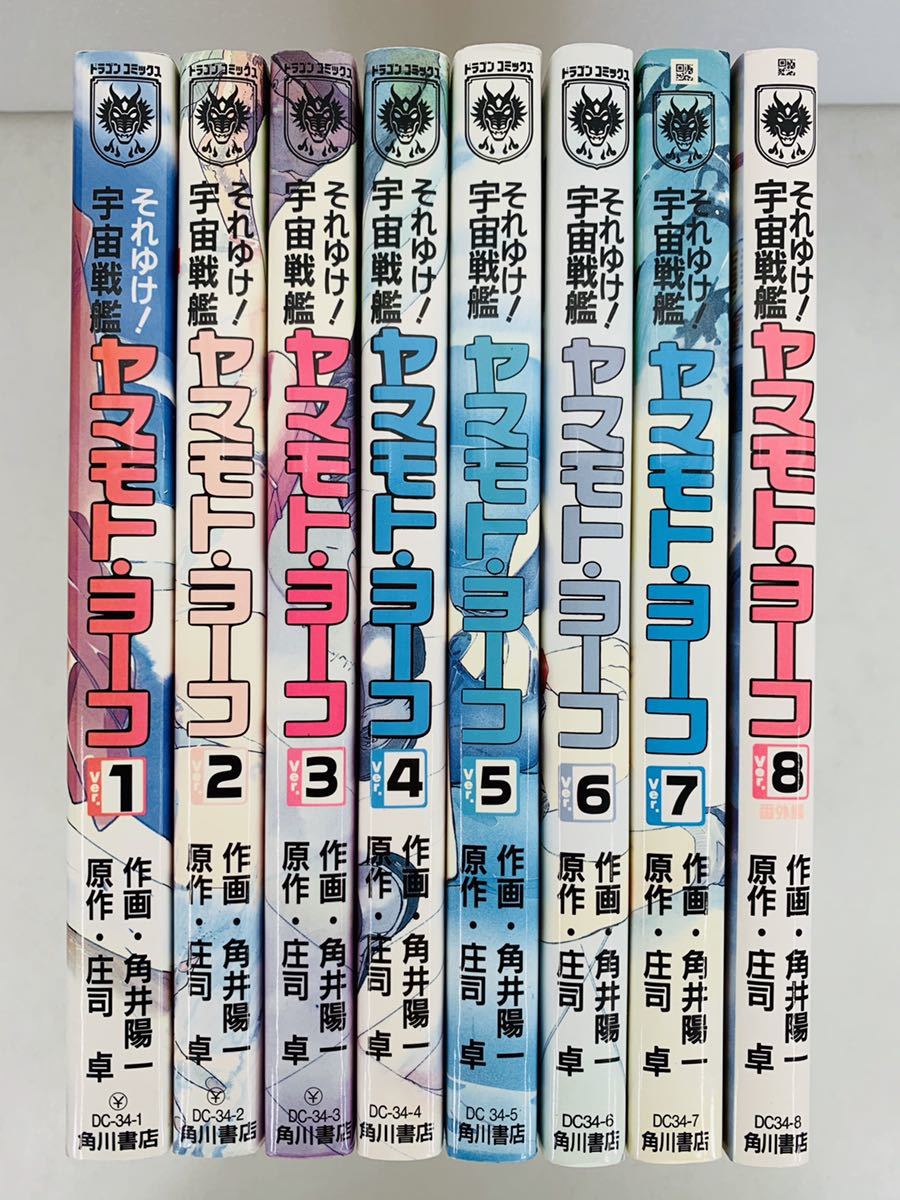 ドラゴンコミックス
それゆけ!
宇宙戦艦
ヤマモト・ヨーコ
Ver. 1
作画・角井陽一
原作・庄司 卓
¥
DC-34-1
角川書店
ドラゴンコミックス
それゆけ!
宇宙戦艦
ヤマモト・ヨーコ
Ver. 2
作画・角井陽一
原作・庄司 卓
¥
DC-34-2
角川書店
ドラゴンコミックス
それゆけ!
宇宙戦艦
ヤマモト・ヨーコ
Ver. 3
作画・角井陽一
原作・庄司 卓
¥
DC-34-3
角川書店
ドラゴンコミックス
それゆけ!
宇宙戦艦
ヤマモト・ヨーコ
Ver. 4
作画・角井陽一
原作・庄司 卓
DC-34-4
角川書店
ドラゴンコミックス
それゆけ!
宇宙戦艦
ヤマモト・ヨーコ
Ver. 5
作画・角井陽一
原作・庄司 卓
DC 34-5
角川書店
ドラゴンコミックス
それゆけ!
宇宙戦艦
ヤマモト・ヨーコ
Ver. 6
作画・角井陽一
原作・庄司 卓
DC34-6
角川書店
それゆけ!
宇宙戦艦
ヤマモト・ヨーコ
Ver. 7
作画・角井陽一
原作・庄司 卓
DC34-7
角川書店
それゆけ!
宇宙戦艦
ヤマモト・ヨーコ
Ver. 8
作画・角井陽一
原作・庄司 卓
DC34-8
角川書店